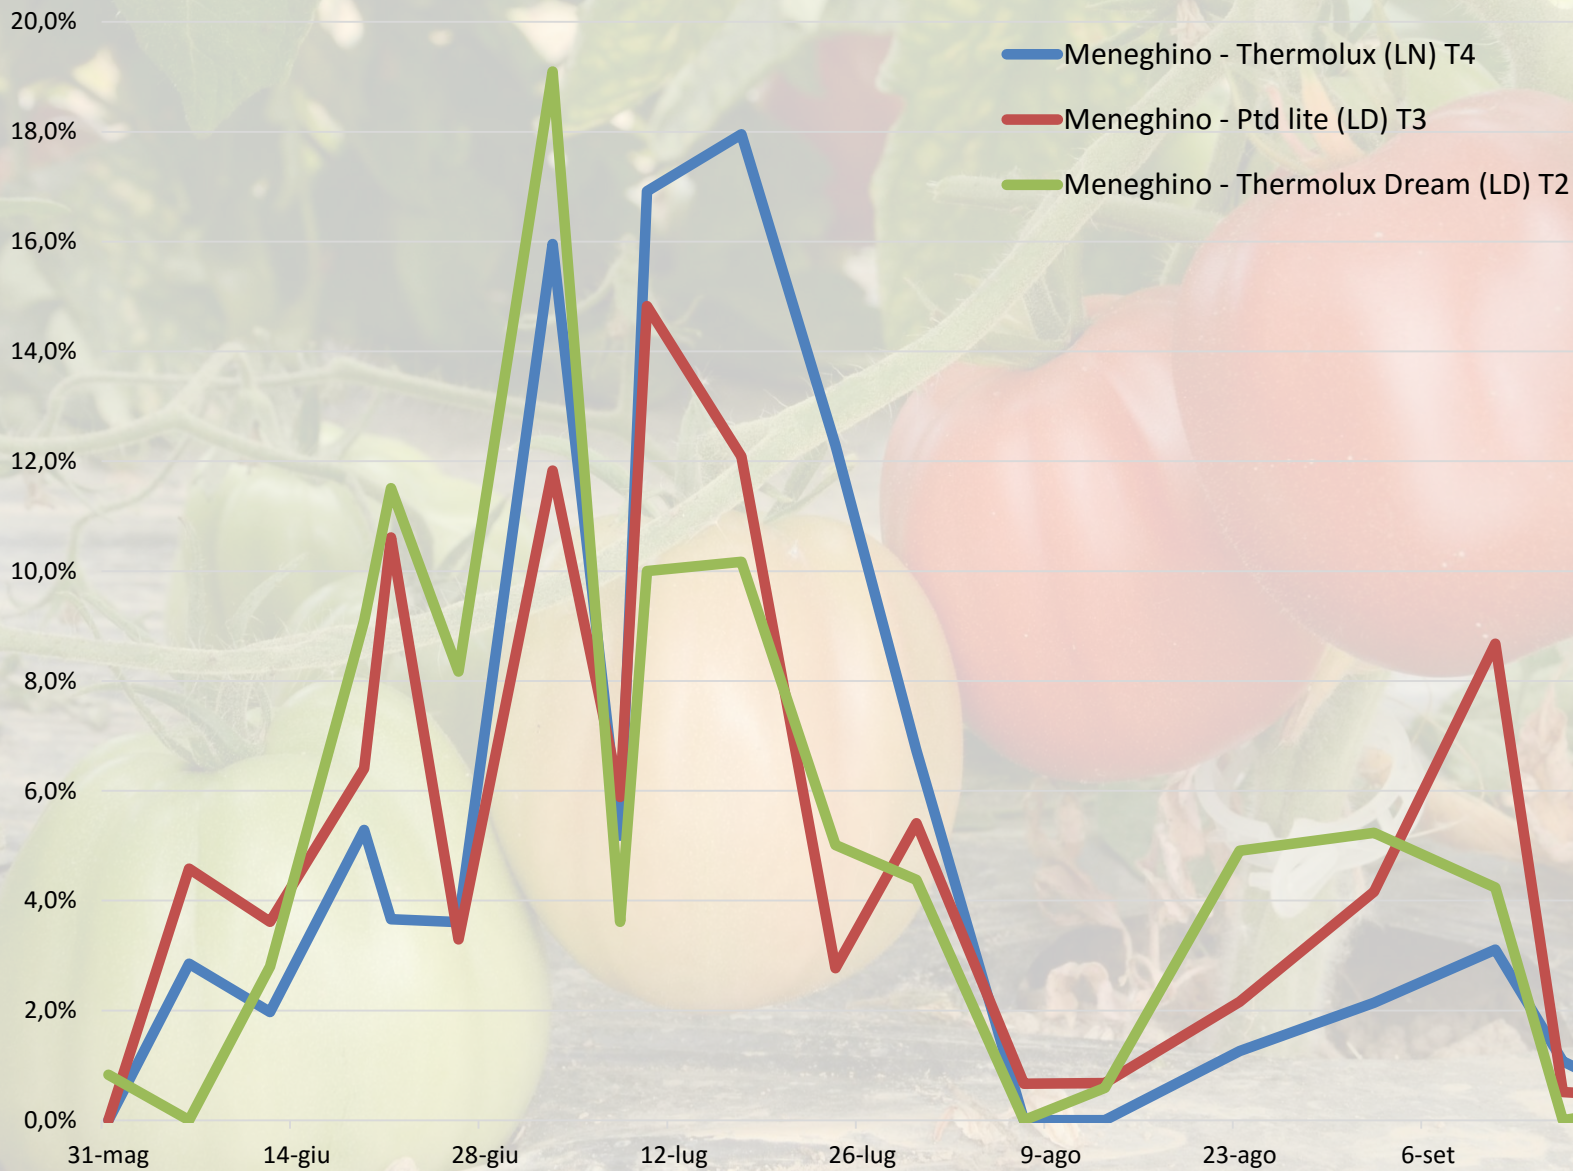 20,0%
18,0%
16,0%
14,0%
12,0%
10,0%
8,0%
6,0%
4,0%
2,0%
0,0%
Meneghino - Thermolux (LN) T4
Meneghino - Ptd lite (LD) T3
Meneghino - Thermolux Dream (LD) T2
31-mag 14-giu 28-giu 12-lug 26-lug 9-ago 23-ago 6-set